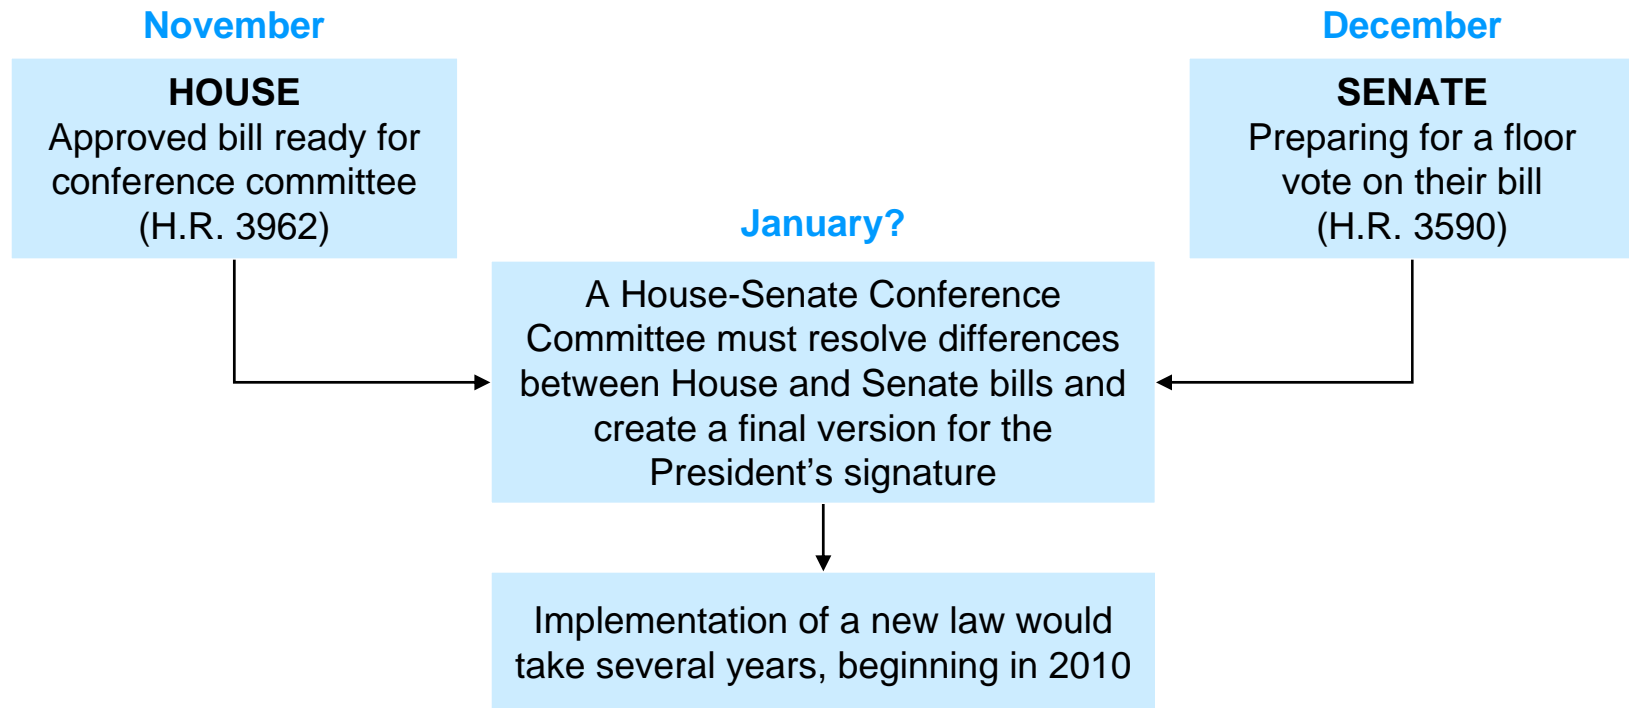 November
HOUSE
Approved bill ready for
conference committee
(H.R. 3962)
December
SENATE
Preparing for a floor
vote on their bill
(H.R. 3590)
January?
A House-Senate Conference
Committee must resolve differences
between House and Senate bills and
create a final version for the
President’s signature
Implementation of a new law would
take several years, beginning in 2010